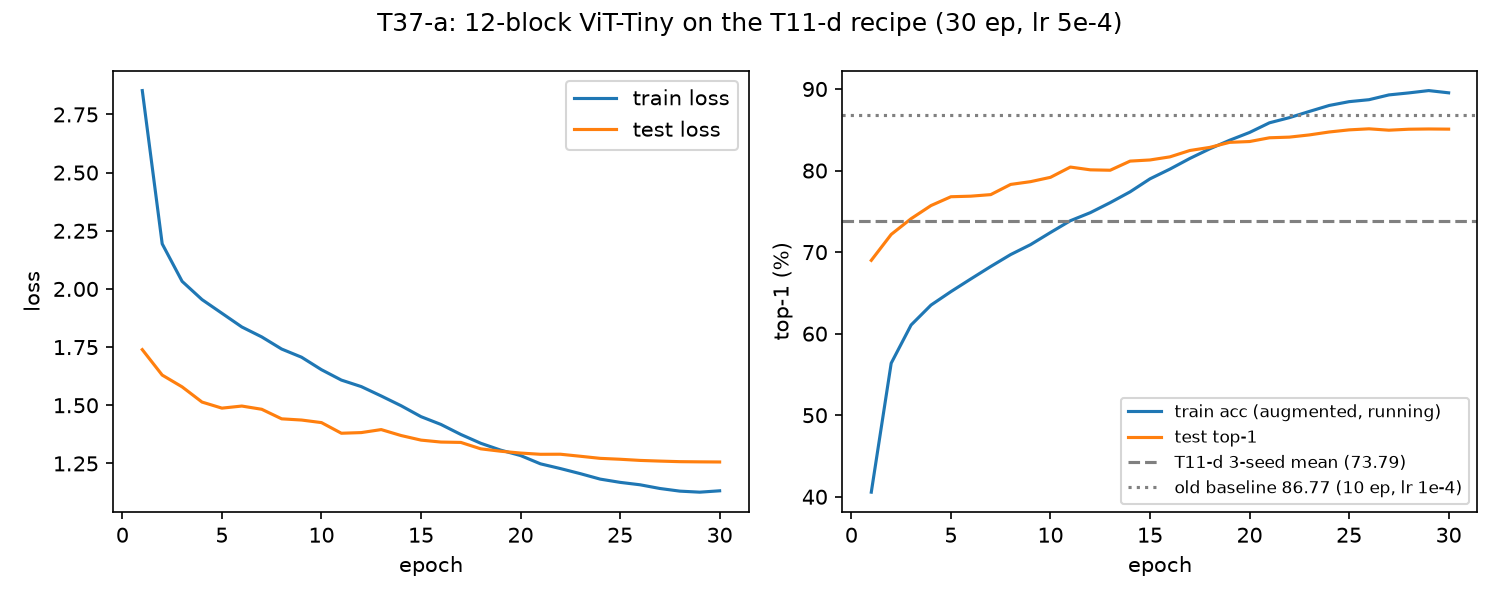 T37-a: 12-block ViT-Tiny on the T11-d recipe (30 ep, lr 5e-4)
train loss
test loss
2.75
2.50
2.25
2.00
1.75
1.50
1.25
loss
0 5 10 15 20 25 30
epoch
90
80
70
60
50
40
top-1 (%)
train acc (augmented, running)
test top-1
T11-d 3-seed mean (73.79)
old baseline 86.77 (10 ep, lr 1e-4)
0 5 10 15 20 25 30
epoch